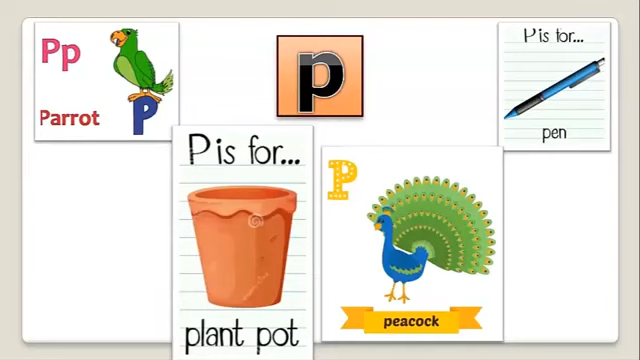 Pp
Parrot
P
p
P is for...
pen
P is for...
plant pot
P
peacock